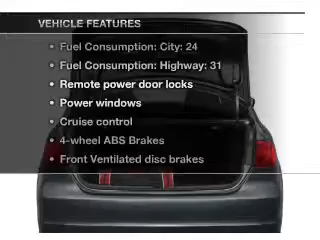 VEHICLE FEATURES
• Fuel Consumption: City: 24
• Fuel Consumption: Highway: 31
• Remote power door locks
• Power windows
• Cruise control
• 4-wheel ABS Brakes
• Front Ventilated disc brakes